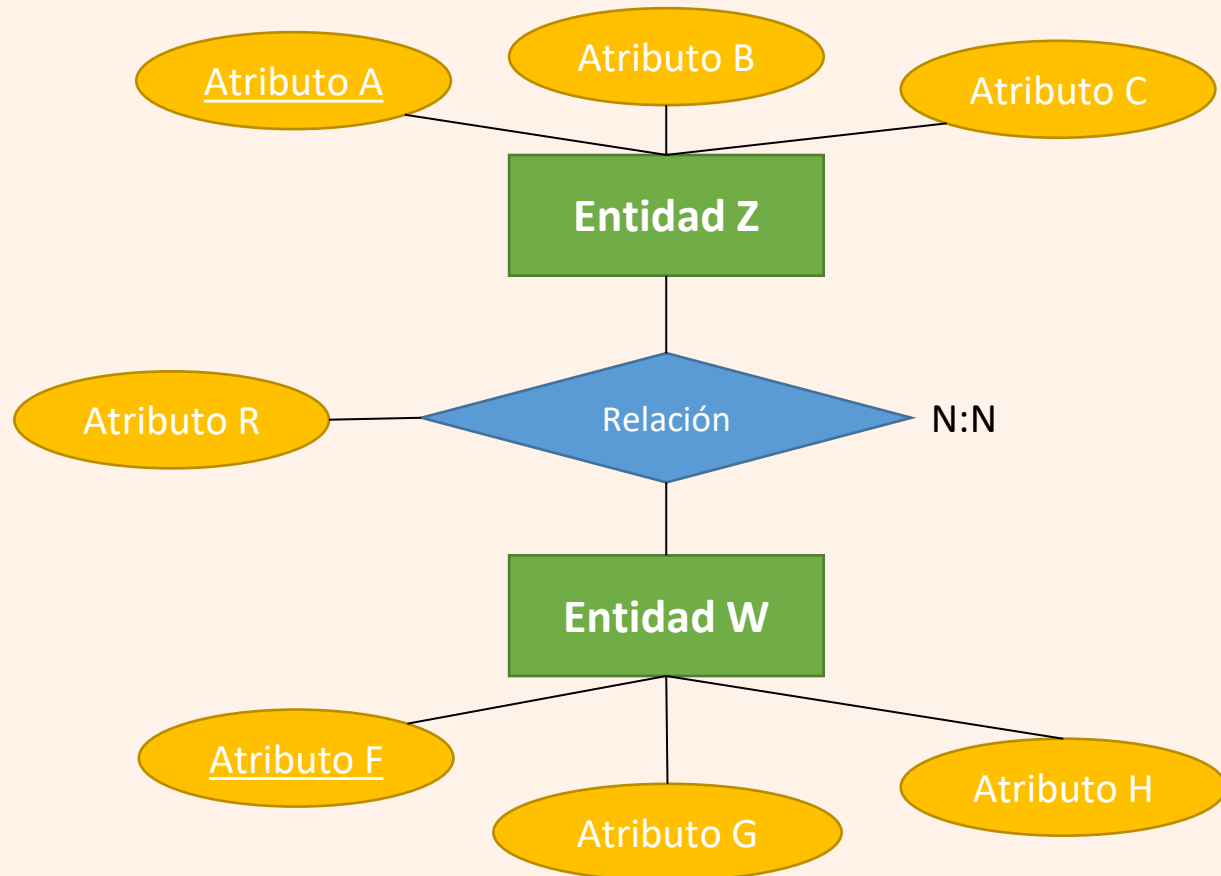 Atributo B
Atributo A
Atributo C
Entidad Z
Atributo R
Relación
N:N
Entidad W
Atributo F
Atributo H
Atributo G